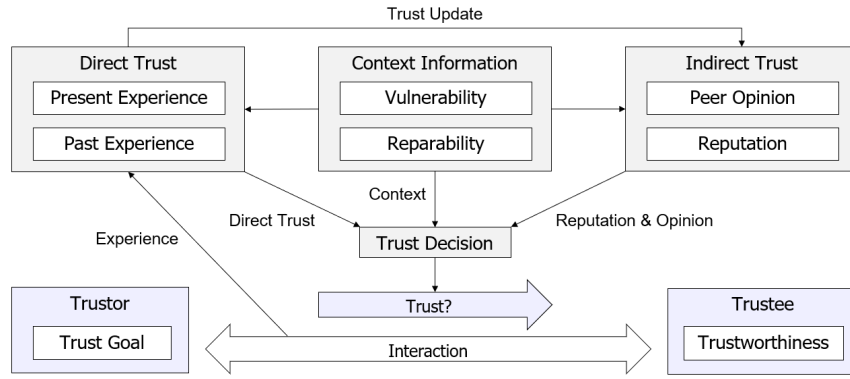 Trust Update
Direct Trust
Context Information
Indirect Trust
Present Experience
Vulnerability
Peer Opinion
Past Experience
Reparability
Reputation
Context
Direct Trust
Reputation & Opinion
Experience
Trust Decision
Trustor
Trust?
Trustee
Trust Goal
Interaction
Trustworthiness